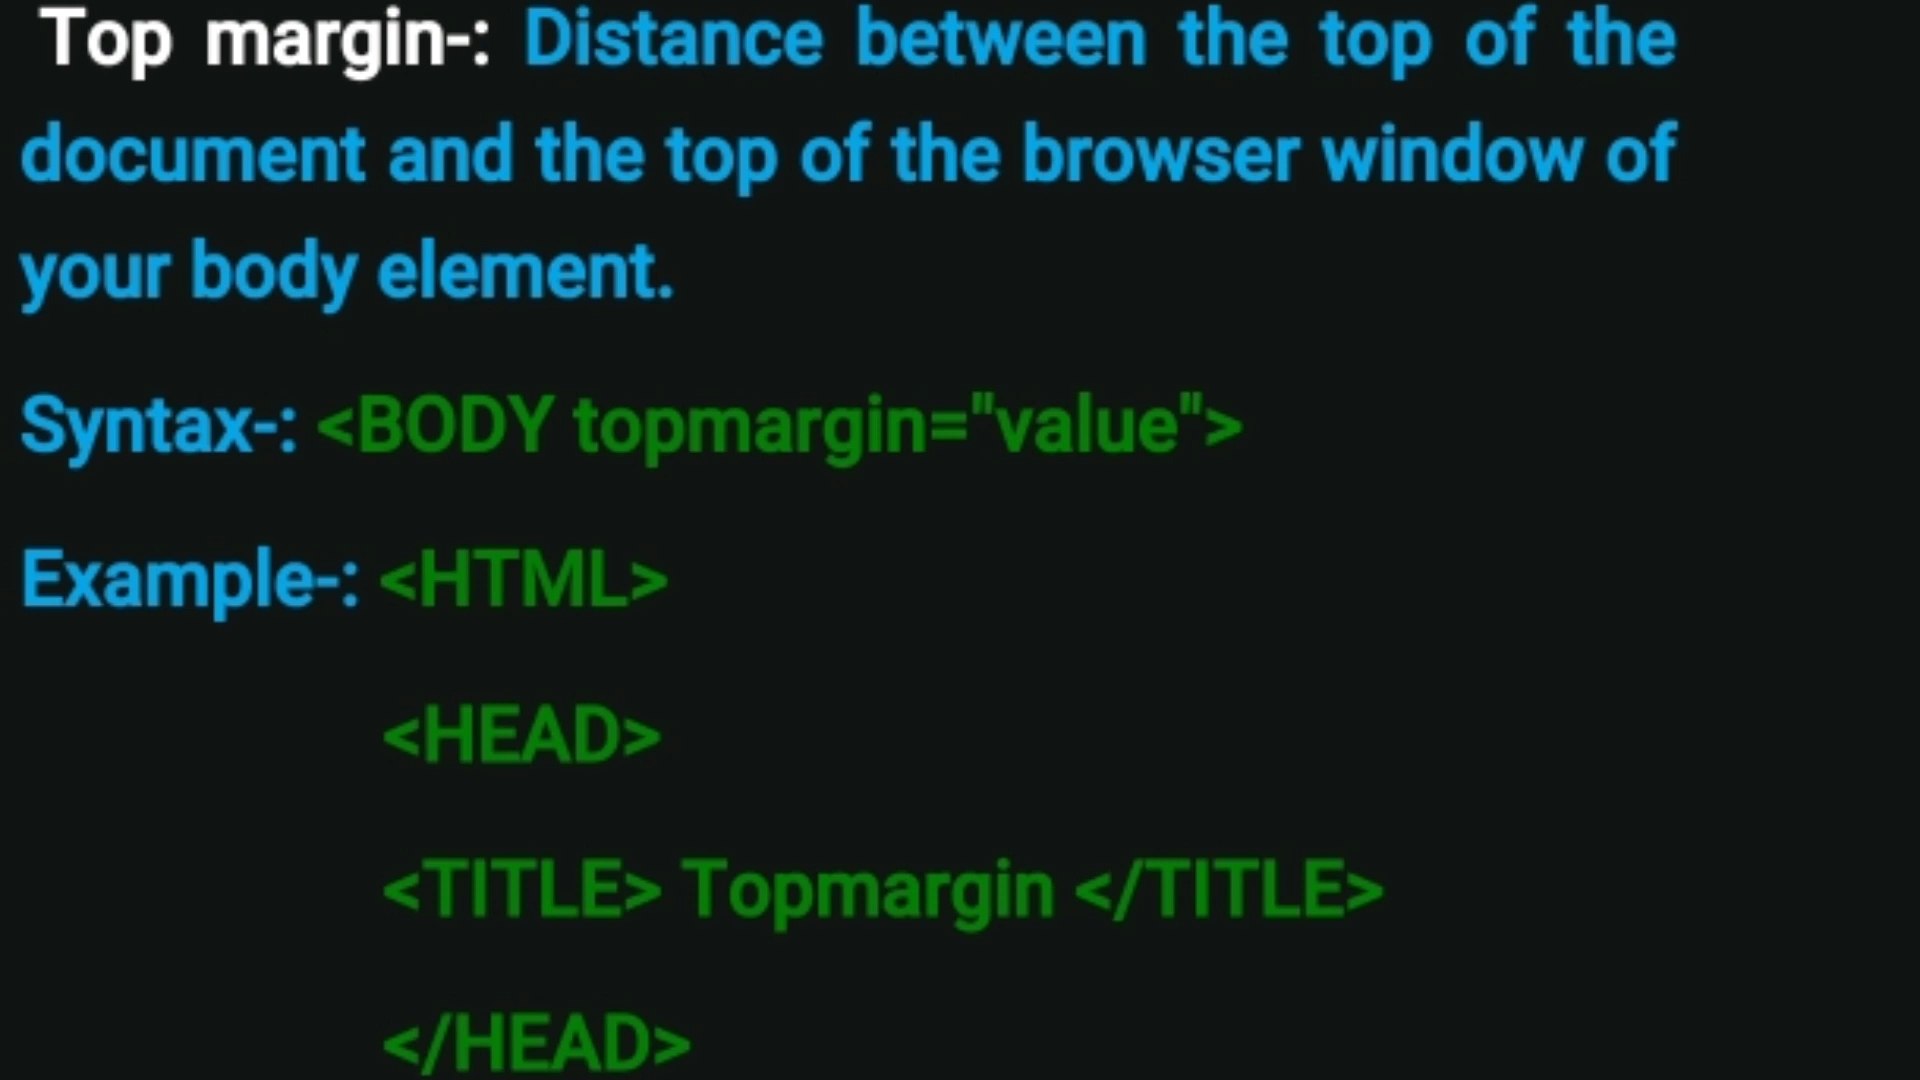 Top margin-: Distance between the top of the
document and the top of the browser window of
your body element.
Syntax-: <BODY topmargin="value">
Example-: <HTML>
<HEAD>
<TITLE> Topmargin </TITLE>
</HEAD>